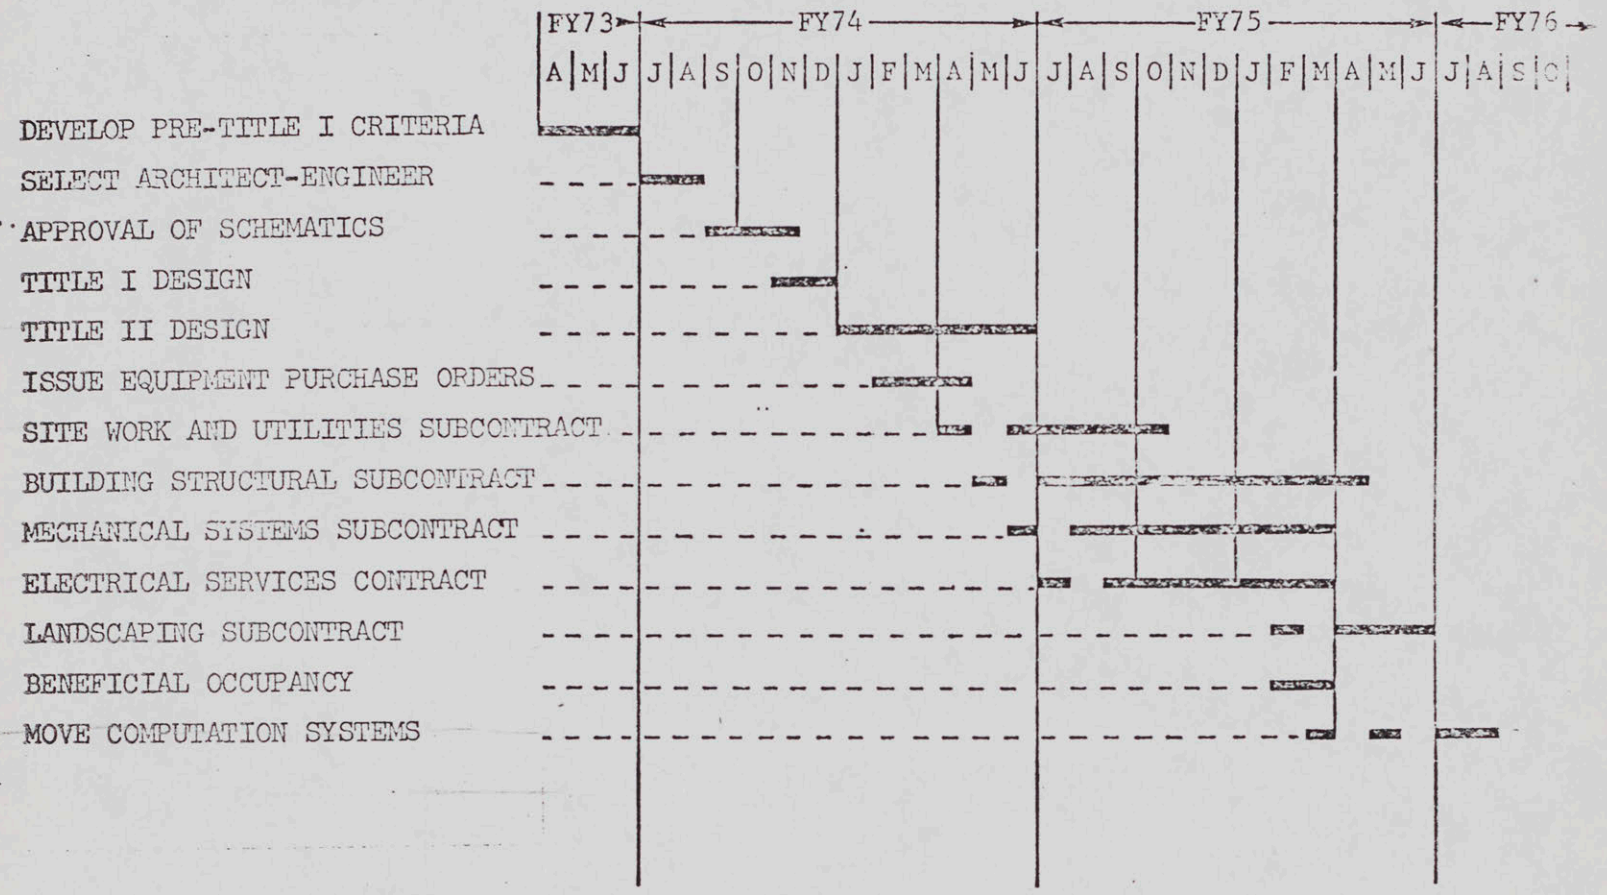 FY73 FY74 FY75 FY76
A|M|J|J|A|S|O|N|D|J|F|M|A|M|J|J|A|S|O|N|D|J|F|M|A|M|J|J|A|S|O|
DEVELOP PRE-TITLE I CRITERIA
SELECT ARCHITECT-ENGINEER
APPROVAL OF SCHEMATICS
TITLE I DESIGN
TITLE II DESIGN
ISSUE EQUIPMENT PURCHASE ORDERS
SITE WORK AND UTILITIES SUBCONTRACT
BUILDING STRUCTURAL SUBCONTRACT
MECHANICAL SYSTEMS SUBCONTRACT
ELECTRICAL SERVICES CONTRACT
LANDSCAPING SUBCONTRACT
BENEFICIAL OCCUPANCY
MOVE COMPUTATION SYSTEMS